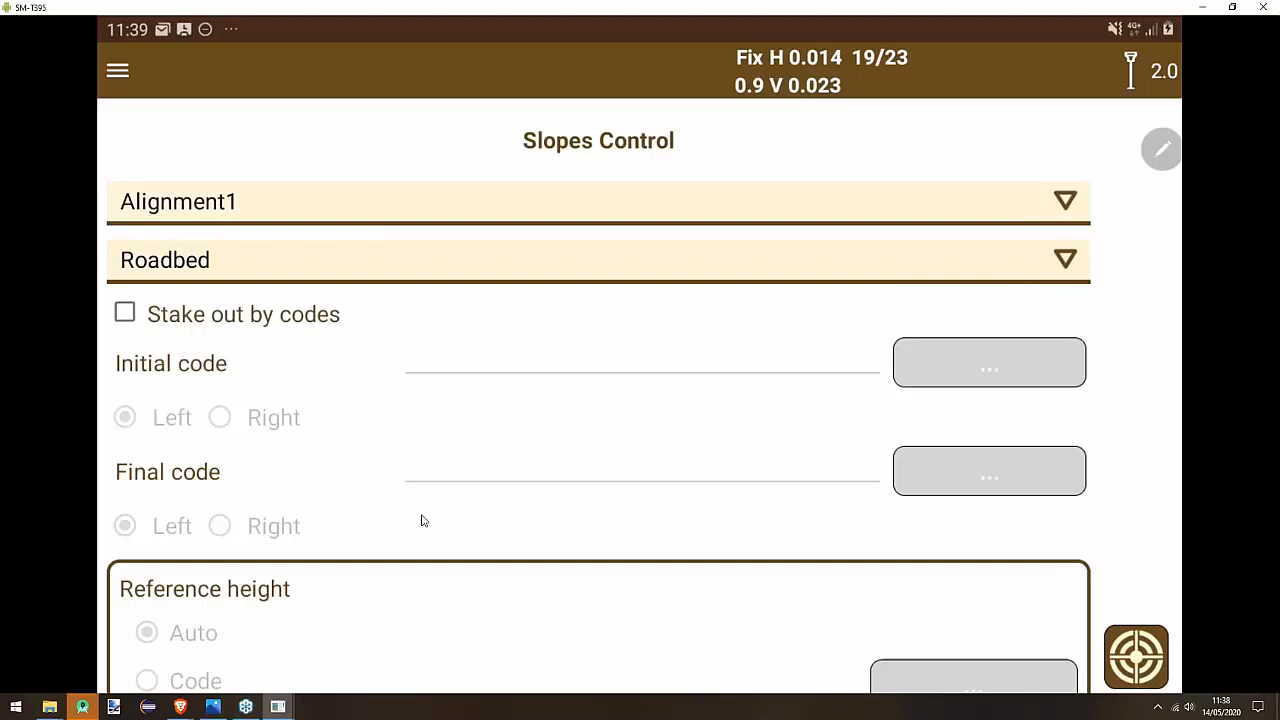 SM-T395
11:39 ...
4G+
Fix H 0.014 19/23
0.9 V 0.023
2.0
Slopes Control
Alignment1
Roadbed
Stake out by codes
Initial code
...
Left Right
Final code
...
Left Right
Reference height
Auto
Code
...
11:38
14/05/2020